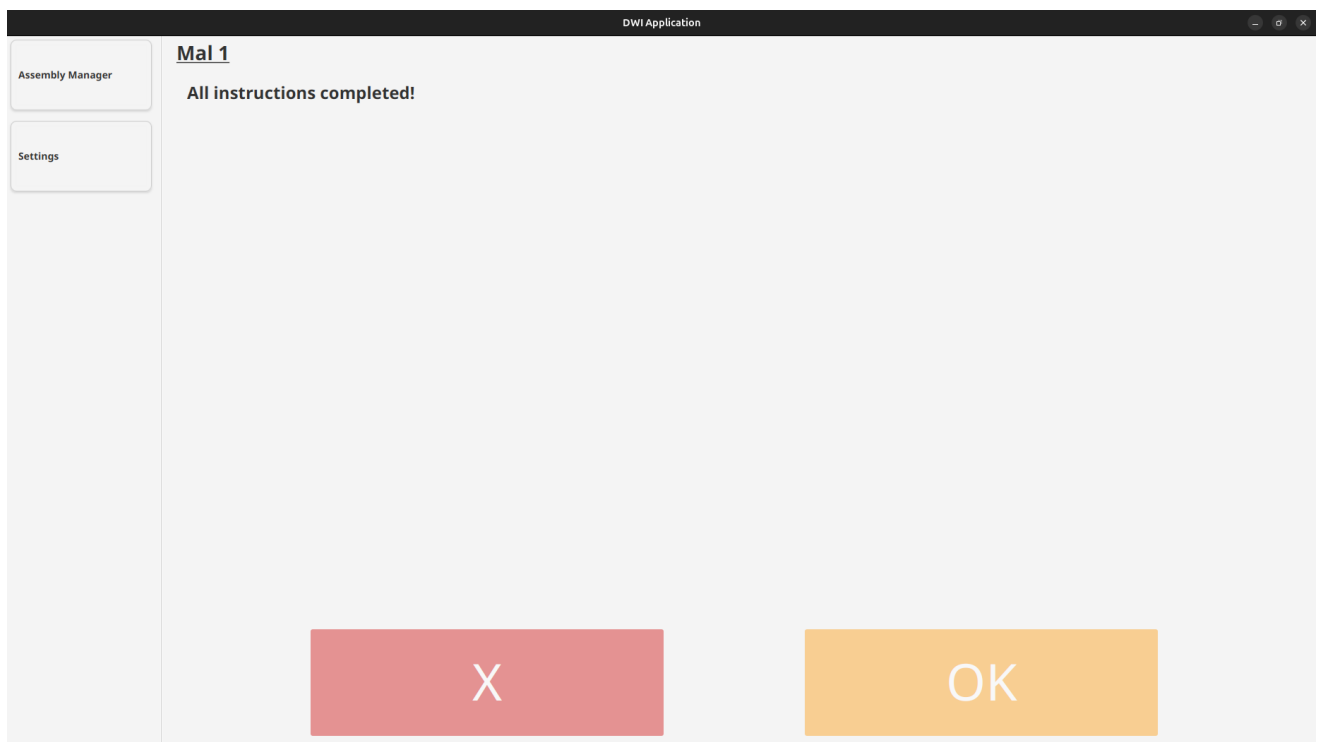 DWI Application
Assembly Manager
Settings
Mal 1
All instructions completed!
X
OK